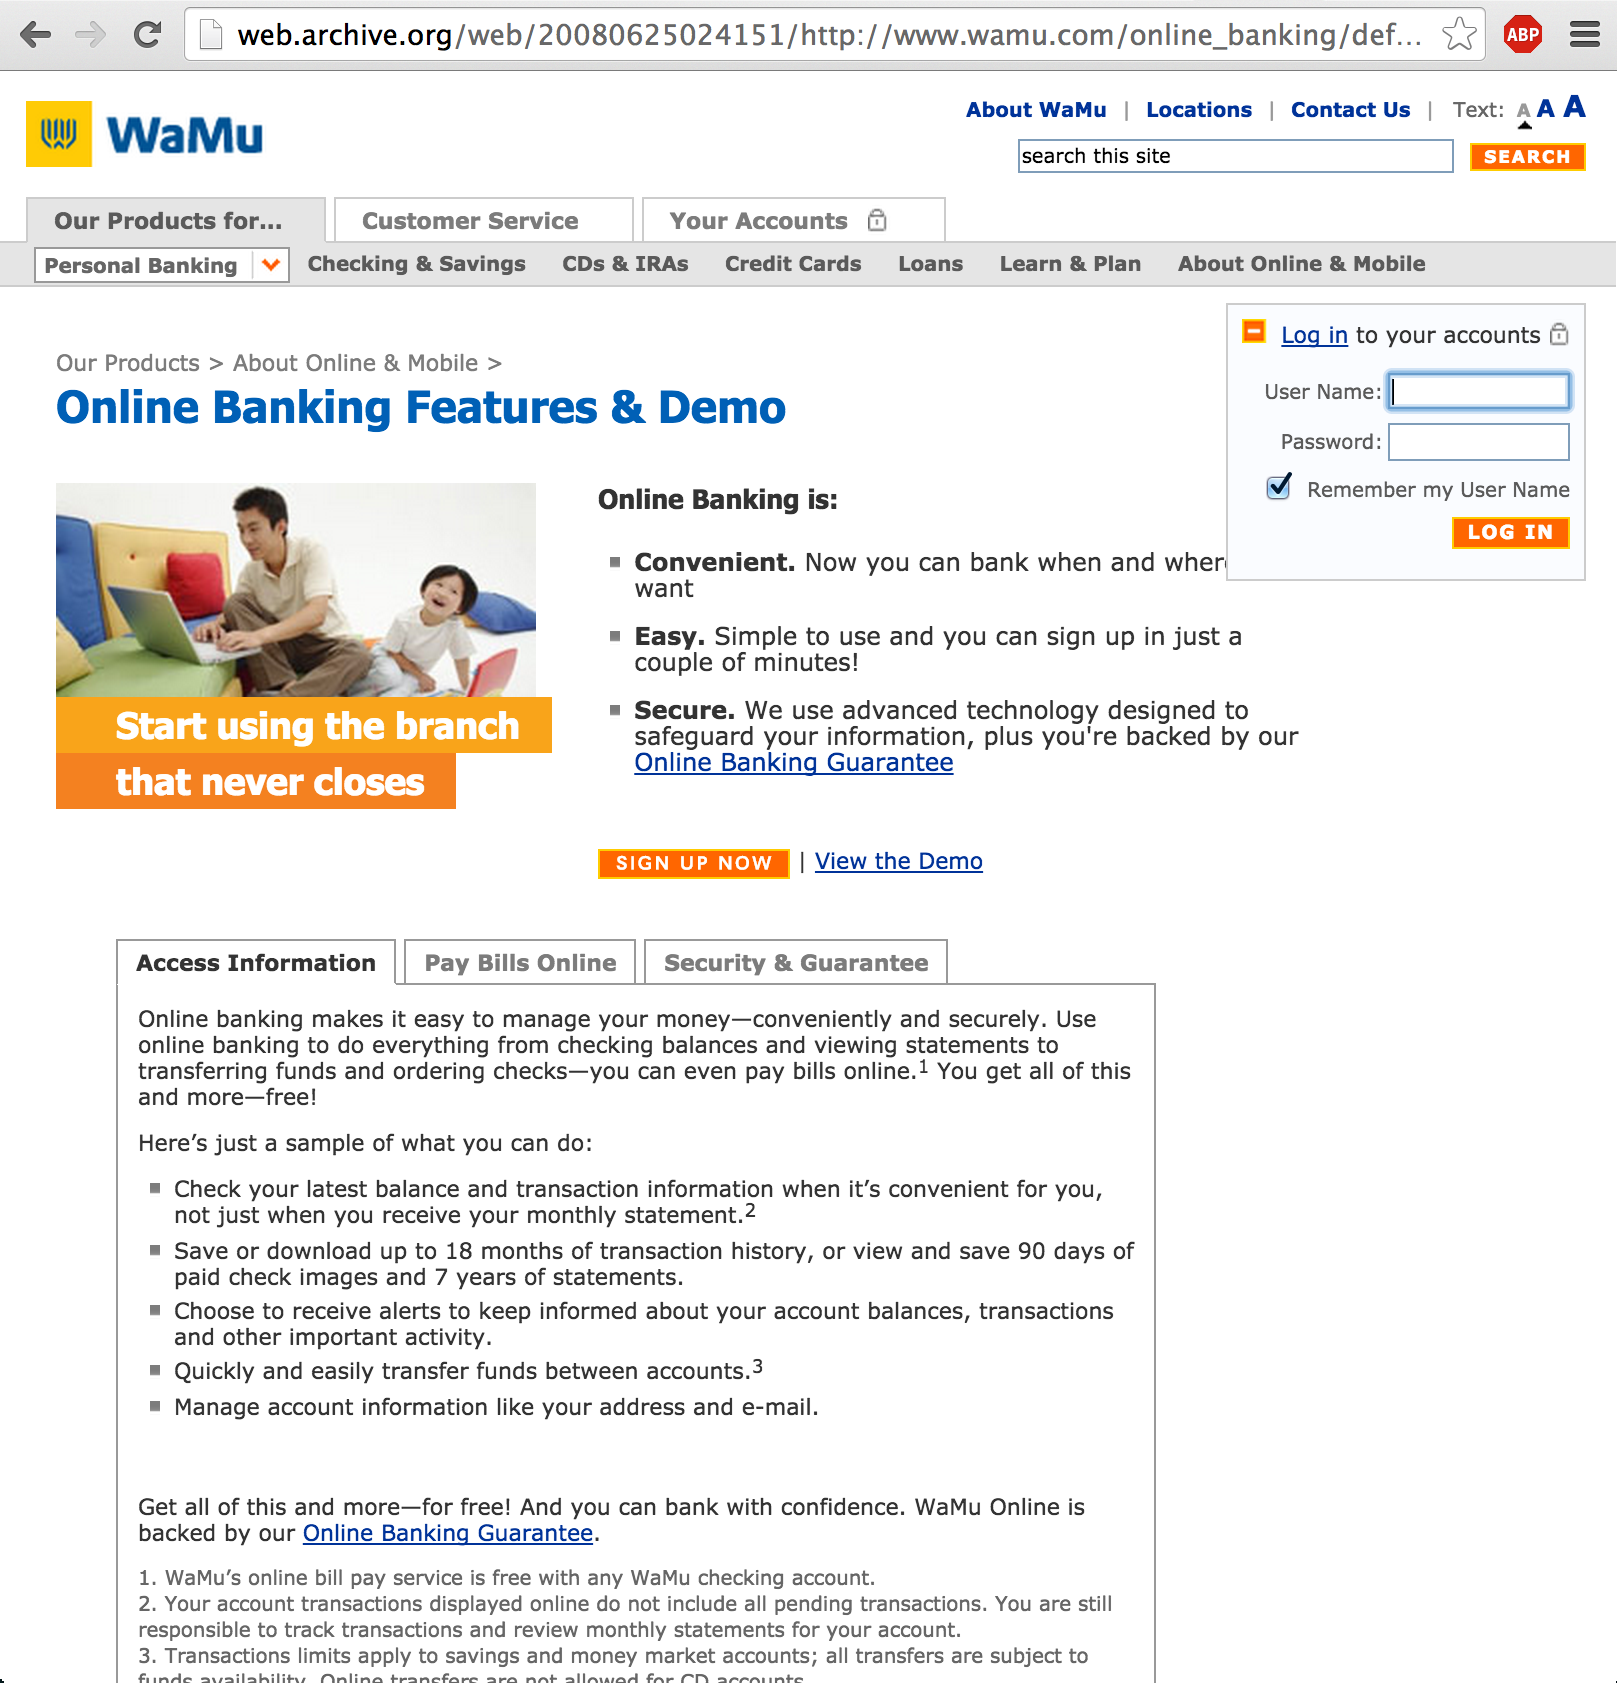 web.archive.org/web/20080625024151/http://www.wamu.com/online_banking/def...
ABP
WaMu
About WaMu | Locations | Contact Us | Text: A A A
search this site
SEARCH
Our Products for...
Customer Service
Your Accounts
Personal Banking
Checking & Savings
CDs & IRAs
Credit Cards
Loans
Learn & Plan
About Online & Mobile
Log in to your accounts
User Name:
Password:
Remember my User Name
LOG IN
Our Products > About Online & Mobile >
Online Banking Features & Demo
Start using the branch
that never closes
Online Banking is:
Convenient. Now you can bank when and wher
want
Easy. Simple to use and you can sign up in just a
couple of minutes!
Secure. We use advanced technology designed to
safeguard your information, plus you're backed by our
Online Banking Guarantee
SIGN UP NOW | View the Demo
Access Information
Pay Bills Online
Security & Guarantee
Online banking makes it easy to manage your money—conveniently and securely. Use
online banking to do everything from checking balances and viewing statements to
transferring funds and ordering checks—you can even pay bills online.1 You get all of this
and more—free!
Here’s just a sample of what you can do:
Check your latest balance and transaction information when it’s convenient for you,
not just when you receive your monthly statement.2
Save or download up to 18 months of transaction history, or view and save 90 days of
paid check images and 7 years of statements.
Choose to receive alerts to keep informed about your account balances, transactions
and other important activity.
Quickly and easily transfer funds between accounts.3
Manage account information like your address and e-mail.
Get all of this and more—for free! And you can bank with confidence. WaMu Online is
backed by our Online Banking Guarantee.
1. WaMu’s online bill pay service is free with any WaMu checking account.
2. Your account transactions displayed online do not include all pending transactions. You are still
responsible to track transactions and review monthly statements for your account.
3. Transactions limits apply to savings and money market accounts; all transfers are subject to
funds availability. Online transfers are not allowed for CD accounts.